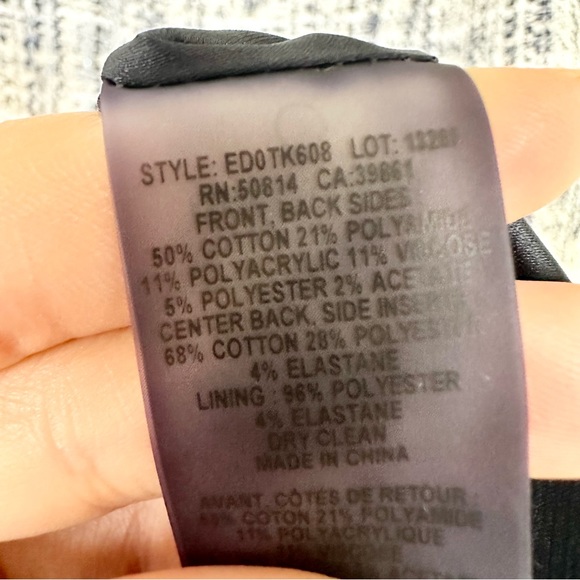 STYLE: ED0TK608 LOT:
RN:50814 CA:39861
FRONT, BACK SIDES
50% COTTON 21% POLYAMIDE
11% POLYACRYLIC 11% VISCOSE
5% POLYESTER 2% ACETATE
CENTER BACK, SIDE INSERTS
68% COTTON 28% POLYESTER
4% ELASTANE
LINING : 96% POLYESTER
4% ELASTANE
DRY CLEAN
MADE IN CHINA
AVANT, CÔTES DE RETOUR :
COTON 21% POLYAMIDE
11% POLYACRYLIQUE